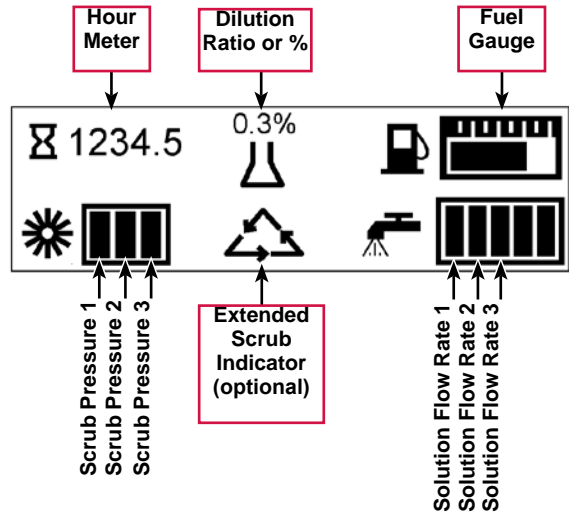 Hour
Meter
Dilution
Ratio or %
Fuel
Gauge
1234.5
0.3%
Scrub Pressure 1
Scrub Pressure 2
Scrub Pressure 3
Extended
Scrub
Indicator
(optional)
Solution Flow Rate 1
Solution Flow Rate 2
Solution Flow Rate 3